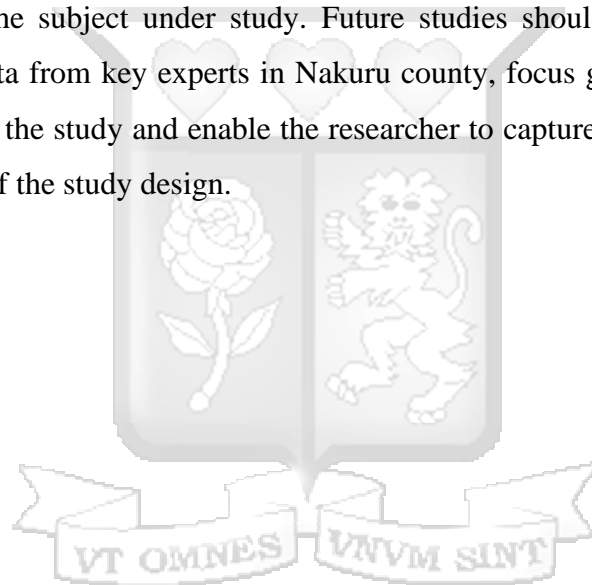 he subject under study. Future studies shoul
ta from key experts in Nakuru county, focus g
the study and enable the researcher to capture
f the study design.
VT OMNES VNVM SINT